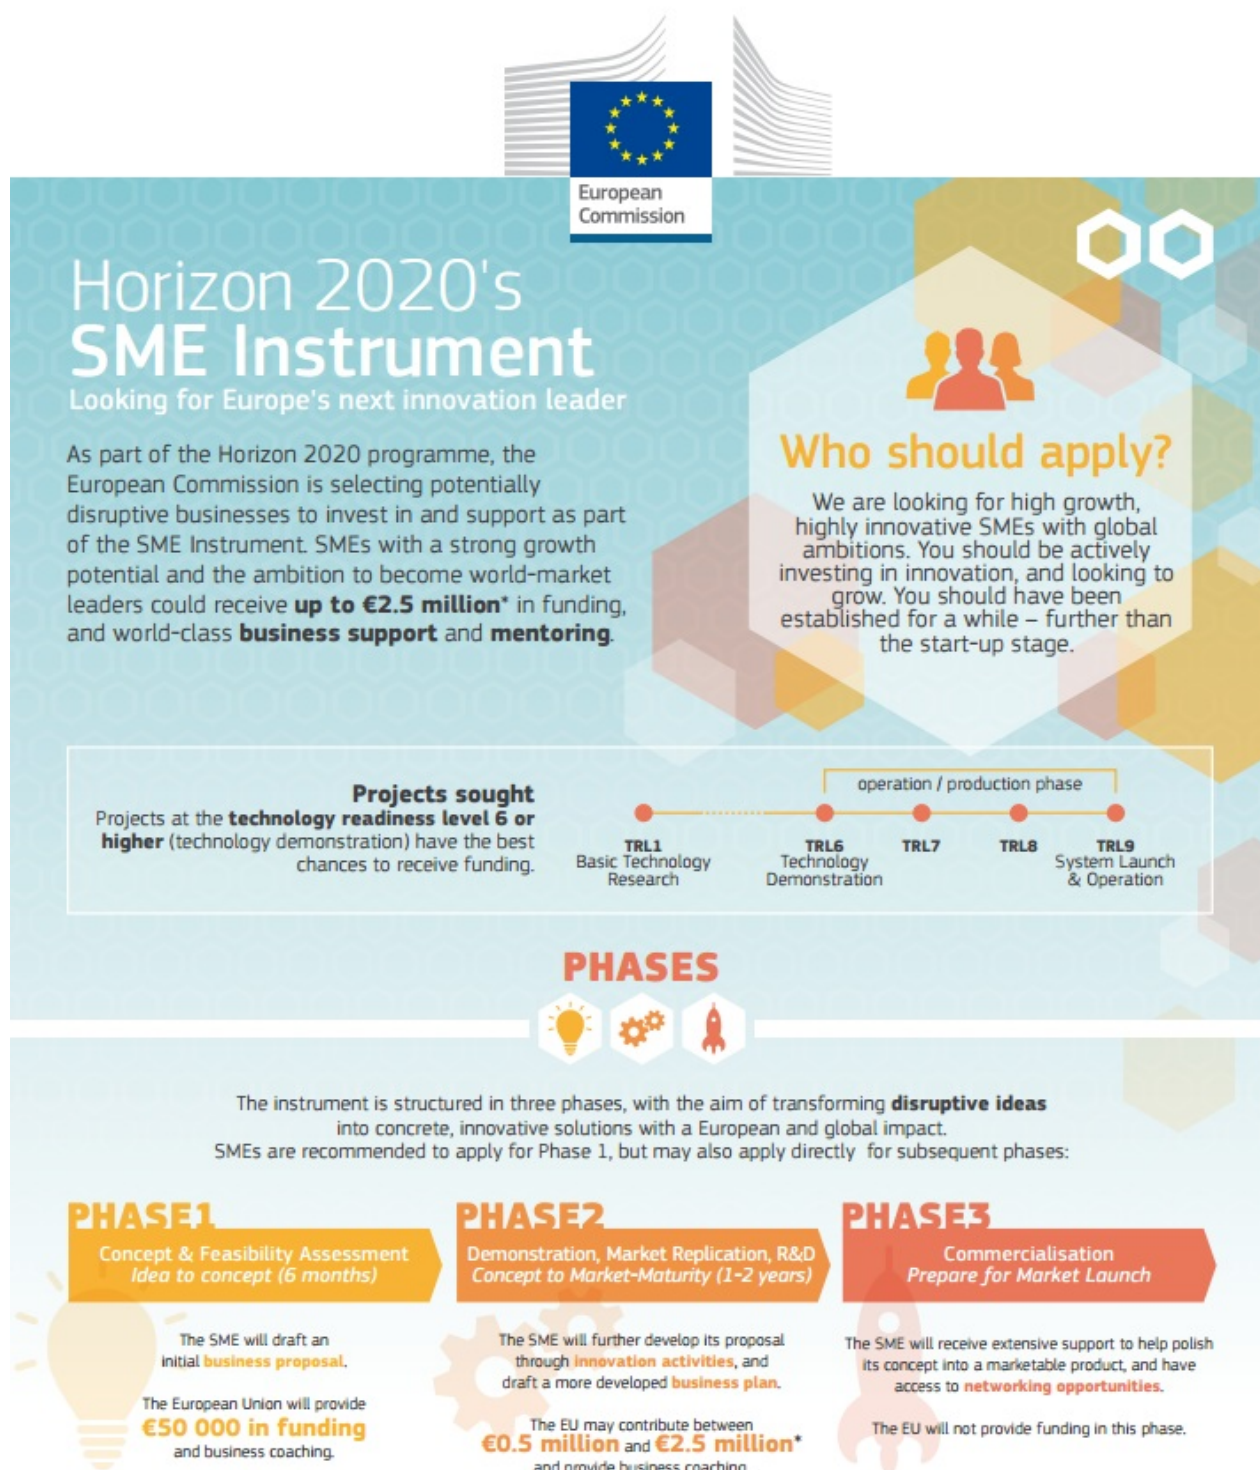 European
Commission
Horizon 2020's
SME Instrument
Looking for Europe's next innovation leader
As part of the Horizon 2020 programme, the
European Commission is selecting potentially
disruptive businesses to invest in and support as part
of the SME Instrument. SMEs with a strong growth
potential and the ambition to become world-market
leaders could receive up to €2.5 million* in funding,
and world-class business support and mentoring.
Who should apply?
We are looking for high growth,
highly innovative SMEs with global
ambitions. You should be actively
investing in innovation, and looking to
grow. You should have been
established for a while – further than
the start-up stage.
Projects sought
Projects at the technology readiness level 6 or
higher (technology demonstration) have the best
chances to receive funding.
operation / production phase
TRL1
Basic Technology
Research
TRL6
Technology
Demonstration
TRL7
TRL8
TRL9
System Launch
& Operation
PHASES
The instrument is structured in three phases, with the aim of transforming disruptive ideas
into concrete, innovative solutions with a European and global impact.
SMEs are recommended to apply for Phase 1, but may also apply directly for subsequent phases:
PHASE1
Concept & Feasibility Assessment
Idea to concept (6 months)
The SME will draft an
initial business proposal.
The European Union will provide
€50 000 in funding
and business coaching.
PHASE2
Demonstration, Market Replication, R&D
Concept to Market-Maturity (1-2 years)
The SME will further develop its proposal
through innovation activities, and
draft a more developed business plan.
The EU may contribute between
€0.5 million and €2.5 million*
and provide business coaching
PHASE3
Commercialisation
Prepare for Market Launch
The SME will receive extensive support to help polish
its concept into a marketable product, and have
access to networking opportunities.
The EU will not provide funding in this phase.